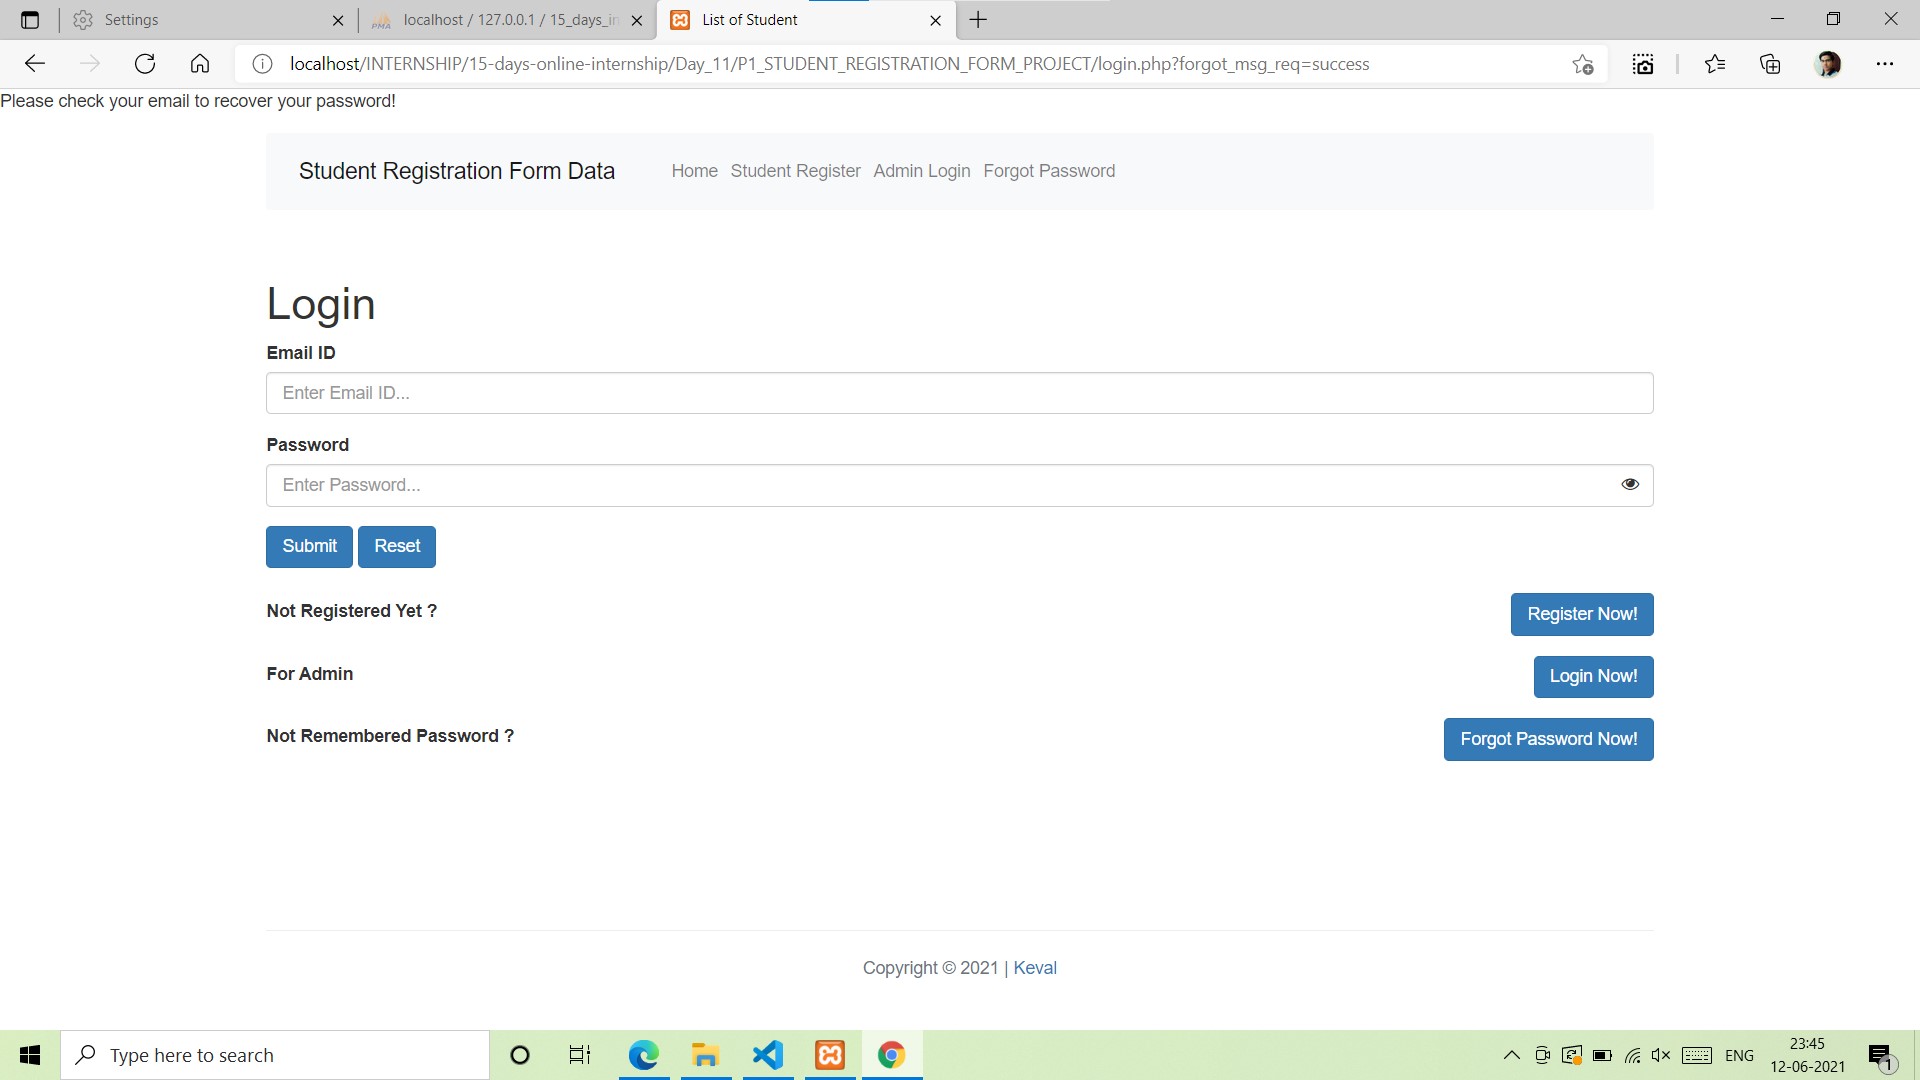 Settings
localhost / 127.0.0.1 / 15_days_in
List of Student
localhost/INTERNSHIP/15-days-online-internship/Day_11/P1_STUDENT_REGISTRATION_FORM_PROJECT/login.php?forgot_msg_req=success
Please check your email to recover your password!
Student Registration Form Data
Home Student Register Admin Login Forgot Password
Login
Email ID
Enter Email ID...
Password
Enter Password...
Submit Reset
Not Registered Yet ? Register Now!
For Admin Login Now!
Not Remembered Password ? Forgot Password Now!
Copyright © 2021 | Keval
Type here to search
ENG
23:45
12-06-2021
1